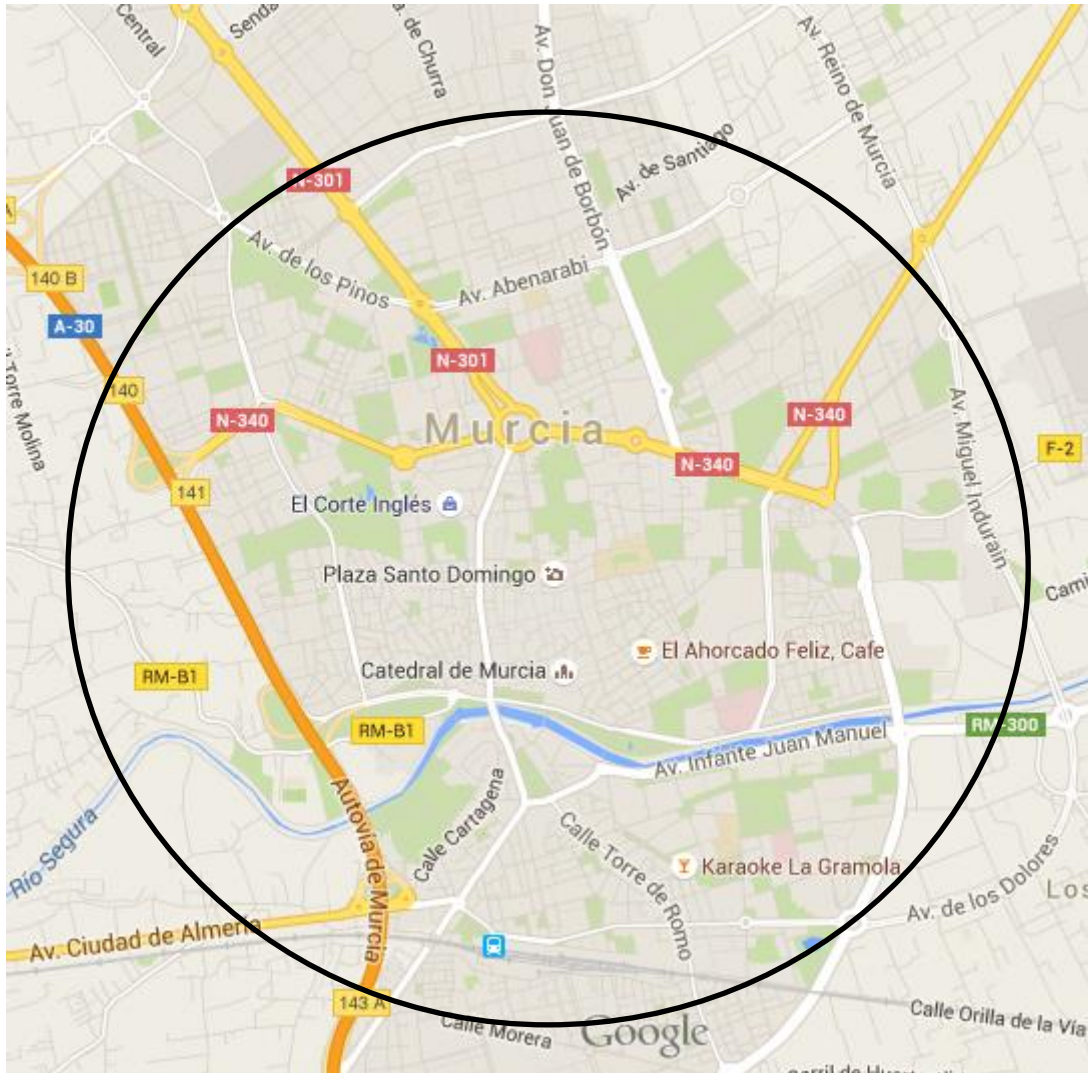 Central
Senda
a. de Churra
Av. Don Juan de Borbón
Av. Reino de Murcia
Av. de Santiago
N-301
A
Av. de los Pinos
Av. Abenarabi
140 B
A-30
N-301
140
Torre Molina
N-340
Murcia
N-340
N-340
Av. Miguel Indurain
F-2
141
El Corte Inglés
Plaza Santo Domingo
Cami
El Ahorcado Feliz, Cafe
Catedral de Murcia
RM-B1
RM-B1
RM-300
Av. Infante Juan Manuel
Autovía de Murcia
Calle Cartagena
Río Segura
Calle Torre de Romo
Karaoke La Gramola
Los
Av. de los Dolores
Av. Ciudad de Almería
143 A
Calle Morera
Google
Calle Orilla de la Vía